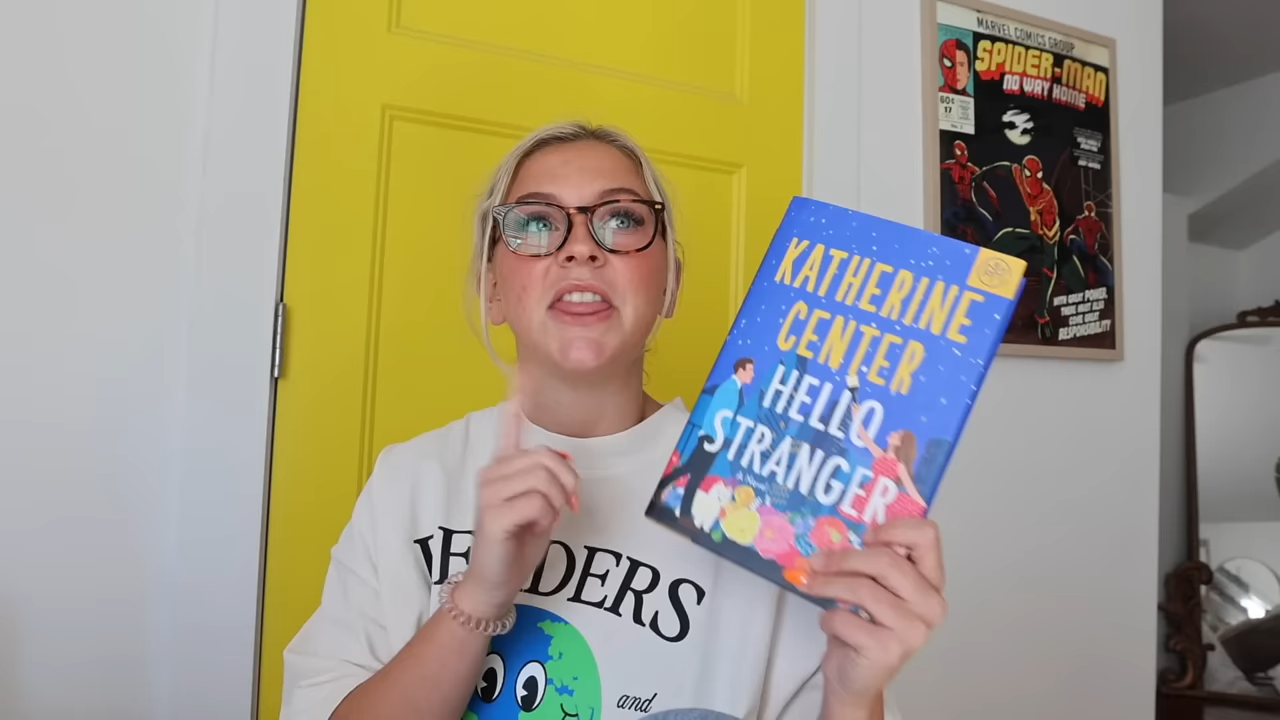 MARVEL COMICS GROUP
SPIDER-MAN
NO WAY HOME
60¢
17
WITH GREAT POWER,
THERE MUST ALSO
COME GREAT
RESPONSIBILITY
KATHERINE
CENTER
HELLO
STRANGER
A Novel
and